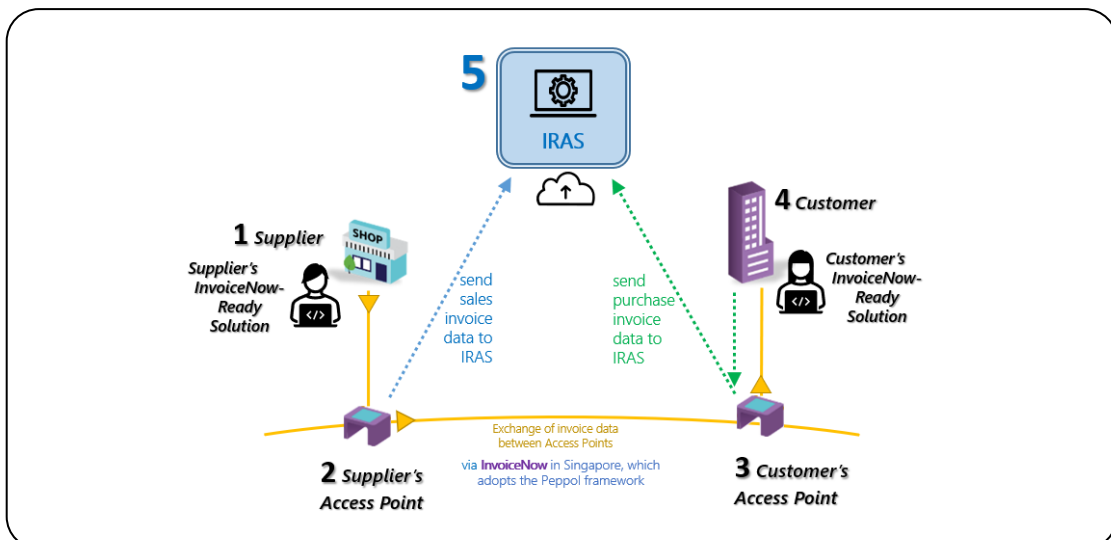 5
IRAS
1 Supplier
SHOP
Supplier's
InvoiceNow-
Ready
Solution
</>
send
sales
invoice
data to
IRAS
send
purchase
invoice
data to
IRAS
4 Customer
Customer's
InvoiceNow-
Ready
Solution
</>
Exchange of invoice data
between Access Points
via InvoiceNow in Singapore, which
adopts the Peppol framework
2 Supplier's
Access Point
3 Customer's
Access Point